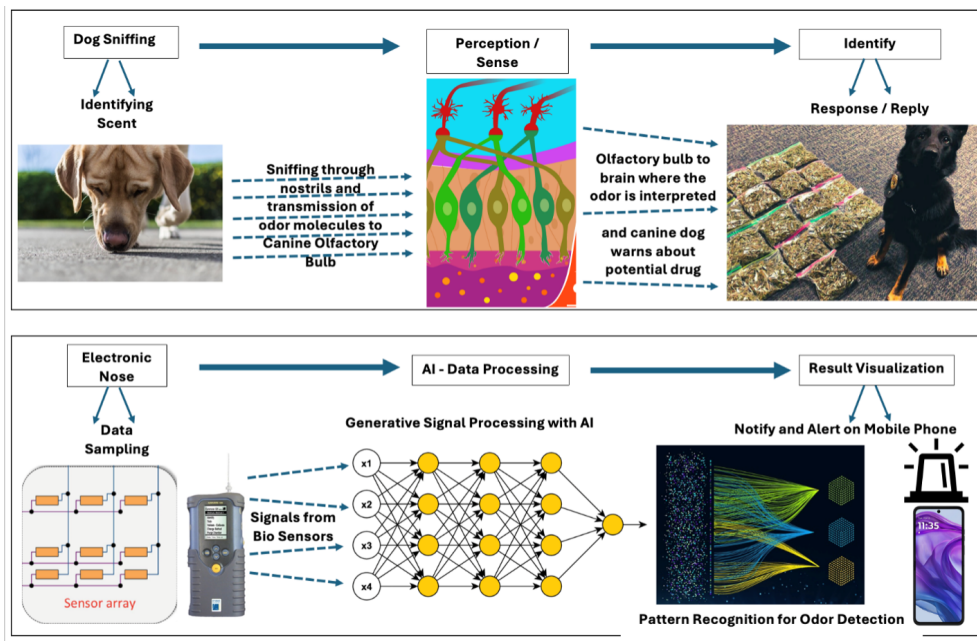 Dog Sniffing
Perception /
Sense
Identify
Identifying
Scent
Response / Reply
Sniffing through
nostrils and
transmission of
odor molecules to
Canine Olfactory
Bulb
Olfactory bulb to
brain where the
odor is interpreted
and canine dog
warns about
potential drug
Electronic
Nose
AI - Data Processing
Result Visualization
Data
Sampling
Generative Signal Processing with AI
Notify and Alert on Mobile Phone
Sensor array
Signals from
Bio Sensors
x1
x2
x3
x4
11:35
Pattern Recognition for Odor Detection